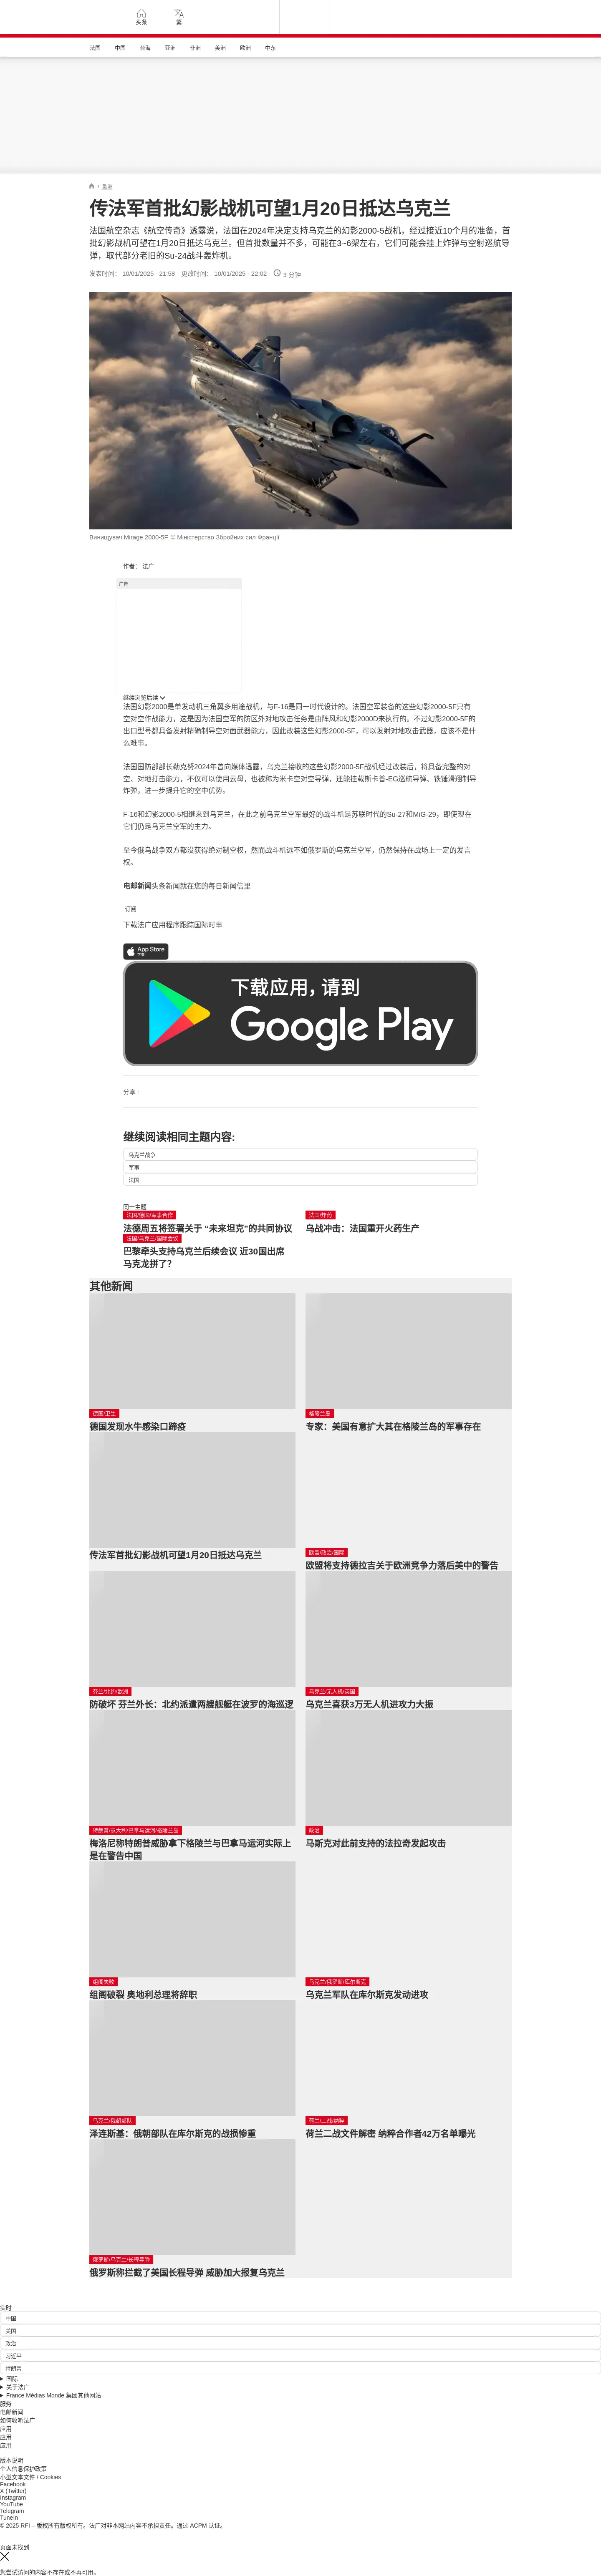 头条
繁
法国
中国
台海
亚洲
非洲
美洲
欧洲
中东
/ 欧洲
传法军首批幻影战机可望1月20日抵达乌克兰
法国航空杂志《航空传奇》透露说，法国在2024年决定支持乌克兰的幻影2000-5战机，经过接近10个月的准备，首批幻影战机可望在1月20日抵达乌克兰。但首批数量并不多，可能在3~6架左右，它们可能会挂上炸弹与空射巡航导弹，取代部分老旧的Su-24战斗轰炸机。
发表时间： 10/01/2025 - 21:58 更改时间： 10/01/2025 - 22:02 3 分钟
Винищувач Mirage 2000-5F. © Міністерство Збройних сил Франції
作者： 法广
广告
继续浏览后续
法国幻影2000是单发动机三角翼多用途战机，与F-16是同一时代设计的。法国空军装备的这些幻影2000-5F只有空对空作战能力，这是因为法国空军的防区外对地攻击任务是由阵风和幻影2000D来执行的。不过幻影2000-5F的出口型号都具备发射精确制导空对面武器能力，因此改装这些幻影2000-5F，可以发射对地攻击武器，应该不是什么难事。
法国国防部部长勒克努2024年曾向媒体透露，乌克兰接收的这些幻影2000-5F战机经过改装后，将具备完整的对空、对地打击能力，不仅可以使用云母，也被称为米卡空对空导弹，还能挂载斯卡普-EG巡航导弹、铁锤滑翔制导炸弹，进一步提升它的空中优势。
F-16和幻影2000-5相继来到乌克兰，在此之前乌克兰空军最好的战斗机是苏联时代的Su-27和MiG-29，即使现在它们仍是乌克兰空军的主力。
至今俄乌战争双方都没获得绝对制空权，然而战斗机远不如俄罗斯的乌克兰空军，仍然保持在战场上一定的发言权。
电邮新闻头条新闻就在您的每日新闻信里
订阅
下载法广应用程序跟踪国际时事
App Store
下载
下载应用，请到
Google Play
分享 :
继续阅读相同主题内容:
乌克兰战争
军事
法国
同一主题
法国/德国/军事合作
法德周五将签署关于 “未来坦克”的共同协议
法国/炸药
乌战冲击：法国重开火药生产
法国/乌克兰/国际会议
巴黎牵头支持乌克兰后续会议 近30国出席 马克龙拼了？
其他新闻
德国/卫生
德国发现水牛感染口蹄疫
格陵兰岛
专家：美国有意扩大其在格陵兰岛的军事存在
传法军首批幻影战机可望1月20日抵达乌克兰
欧盟/政治/国际
欧盟将支持德拉吉关于欧洲竞争力落后美中的警告
芬兰/北约/欧洲
防破坏 芬兰外长：北约派遣两艘舰艇在波罗的海巡逻
乌克兰/无人机/英国
乌克兰喜获3万无人机进攻力大振
特朗普/意大利/巴拿马运河/格陵兰岛
梅洛尼称特朗普威胁拿下格陵兰与巴拿马运河实际上是在警告中国
政治
马斯克对此前支持的法拉奇发起攻击
组阁失败
组阁破裂 奥地利总理将辞职
乌克兰/俄罗斯/库尔斯克
乌克兰军队在库尔斯克发动进攻
乌克兰/俄朝部队
泽连斯基：俄朝部队在库尔斯克的战损惨重
荷兰/二战/纳粹
荷兰二战文件解密 纳粹合作者42万名单曝光
俄罗斯/乌克兰/长程导弹
俄罗斯称拦截了美国长程导弹 威胁加大报复乌克兰
实时
中国
美国
政治
习近平
特朗普
国际
关于法广
France Médias Monde 集团其他网站
服务
电邮新闻
如何收听法广
应用
应用
应用
版本说明
个人信息保护政策
小型文本文件 / Cookies
Facebook
X (Twitter)
Instagram
YouTube
Telegram
TuneIn
© 2025 RFI – 版权所有版权所有。法广对非本网站内容不承担责任。通过 ACPM 认证。
页面未找到
您尝试访问的内容不存在或不再可用。